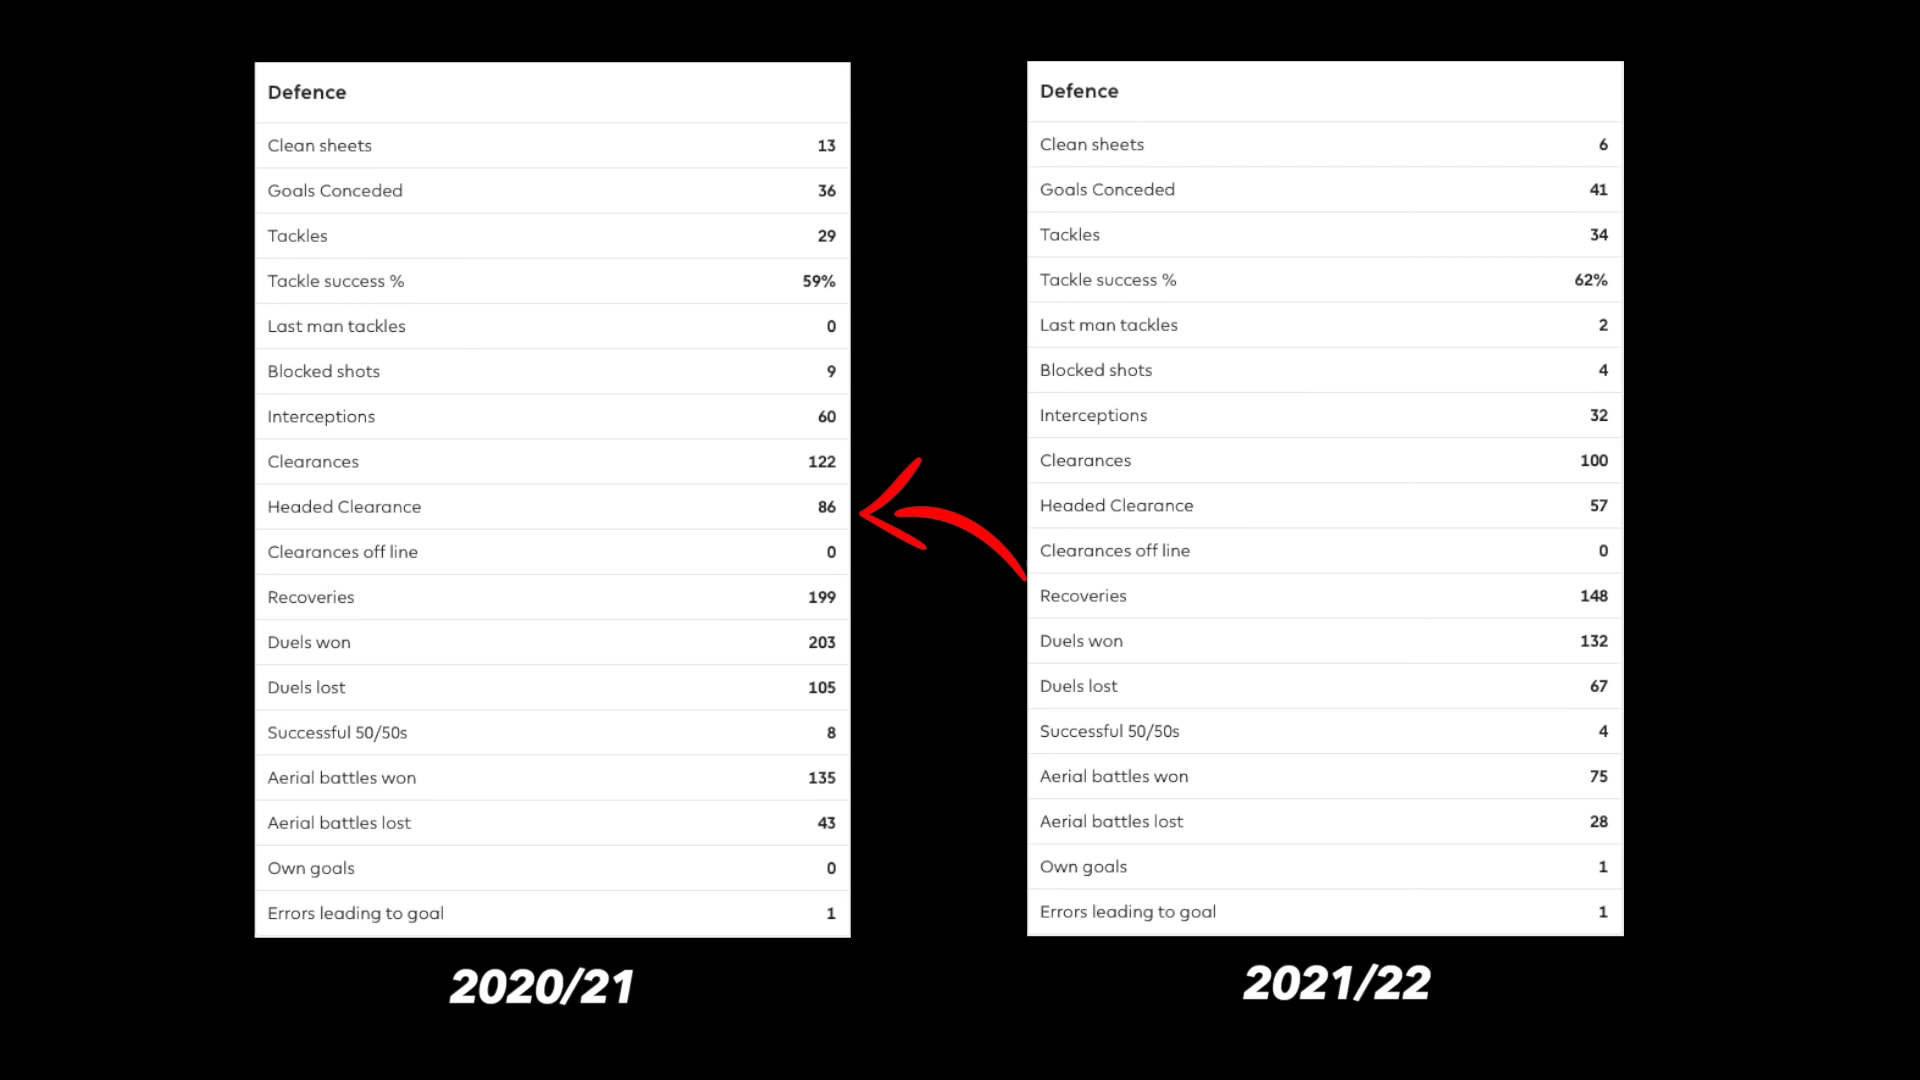 Defence
Clean sheets 13
Goals Conceded 36
Tackles 29
Tackle success % 59%
Last man tackles 0
Blocked shots 9
Interceptions 60
Clearances 122
Headed Clearance 86
Clearances off line 0
Recoveries 199
Duels won 203
Duels lost 105
Successful 50/50s 8
Aerial battles won 135
Aerial battles lost 43
Own goals 0
Errors leading to goal 1
2020/21
Defence
Clean sheets 6
Goals Conceded 41
Tackles 34
Tackle success % 62%
Last man tackles 2
Blocked shots 4
Interceptions 32
Clearances 100
Headed Clearance 57
Clearances off line 0
Recoveries 148
Duels won 132
Duels lost 67
Successful 50/50s 4
Aerial battles won 75
Aerial battles lost 28
Own goals 1
Errors leading to goal 1
2021/22